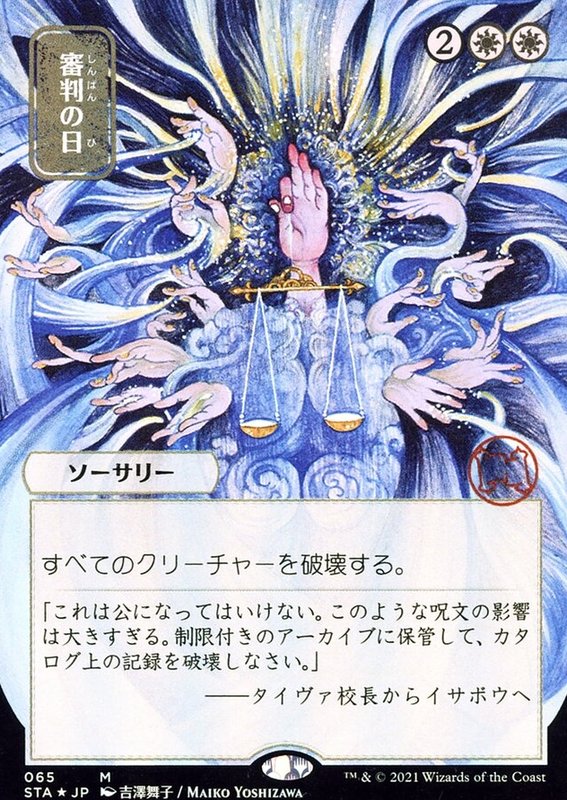 審判の日
しんぱん ひ
2
ソーサリー
すべてのクリーチャーを破壊する。
「これは公になってはいけない。このような呪文の影響
は大きすぎる。制限付きのアーカイブに保管して、カタ
ログ上の記録を破壊しなさい。」
――タイヴァ校長からイサボウへ
065 M
STA★JP 吉澤舞子/MAIKO YOSHIZAWA
™ & © 2021 Wizards of the Coast